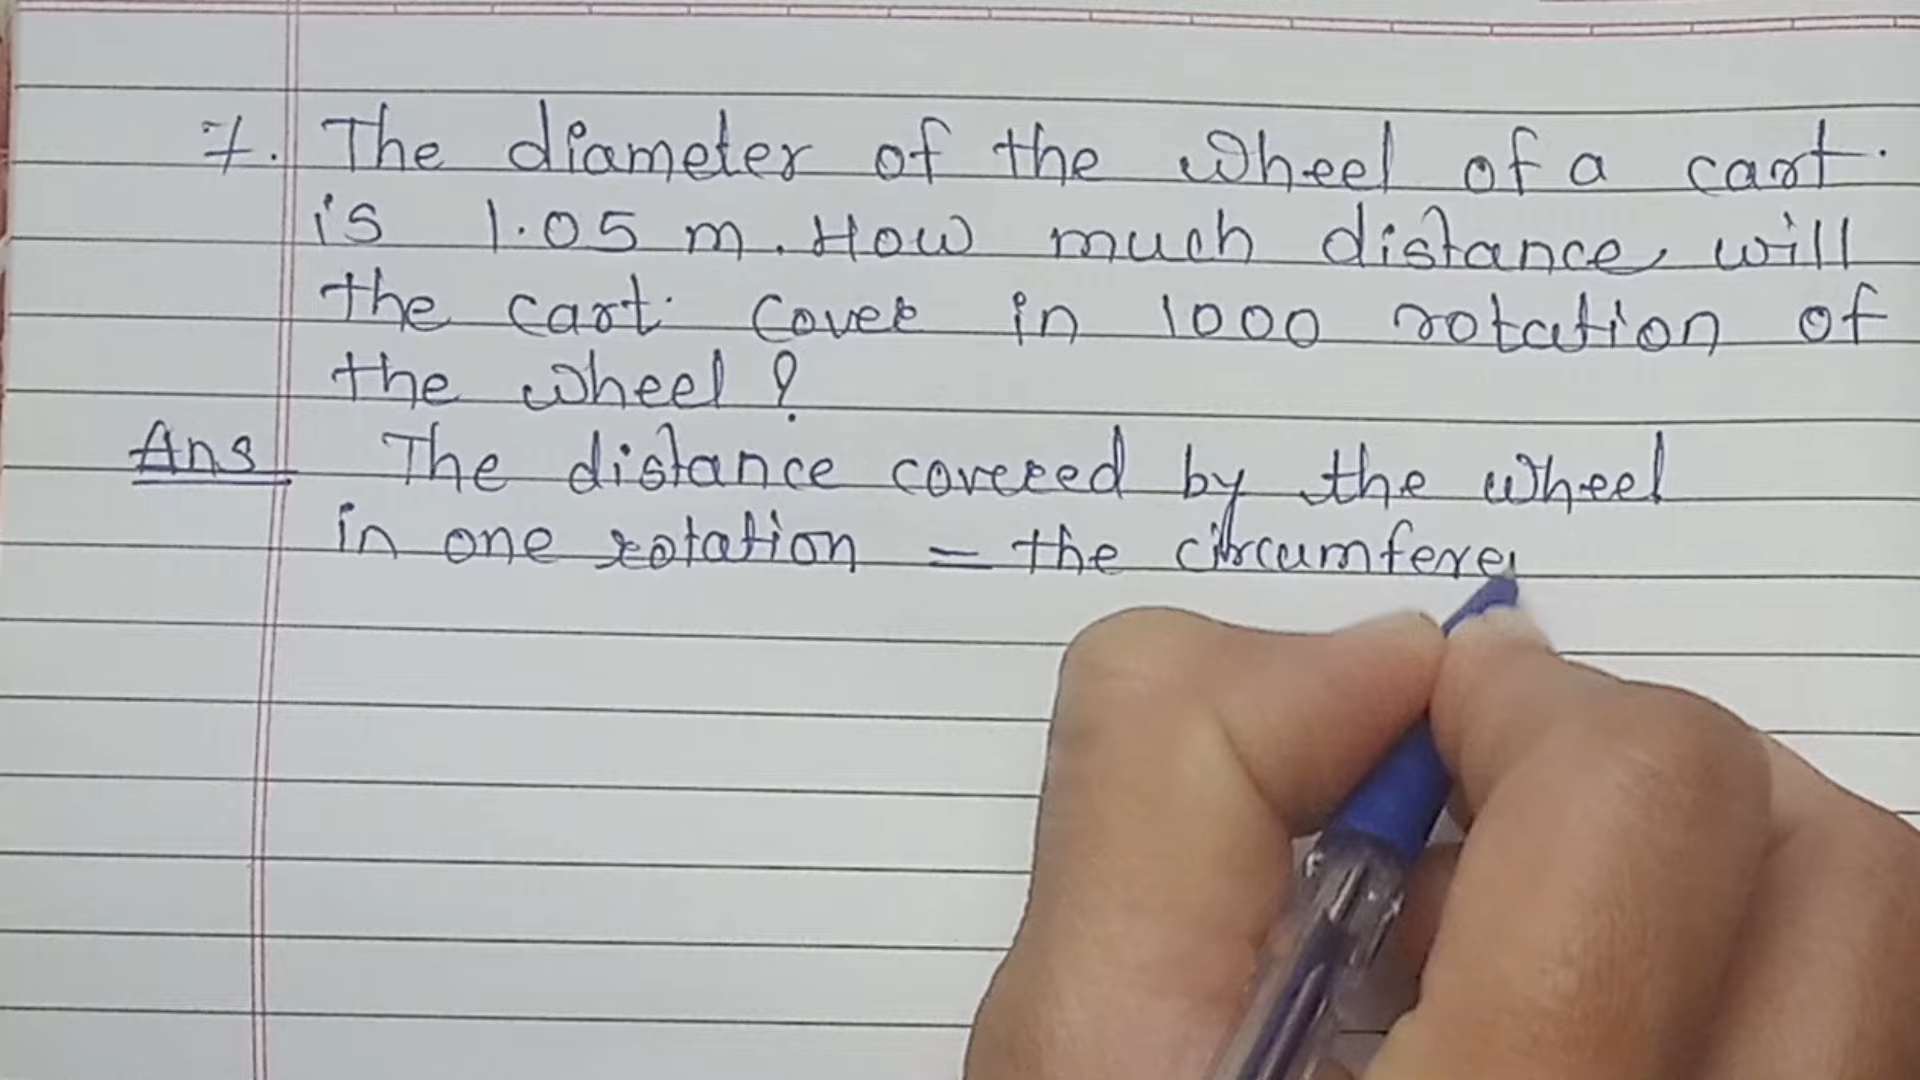 7. The diameter of the wheel of a cart
is 1.05 m. How much distance will
the cart cover in 1000 rotation of
the wheel?
Ans The distance covered by the wheel
in one rotation = the circumfere